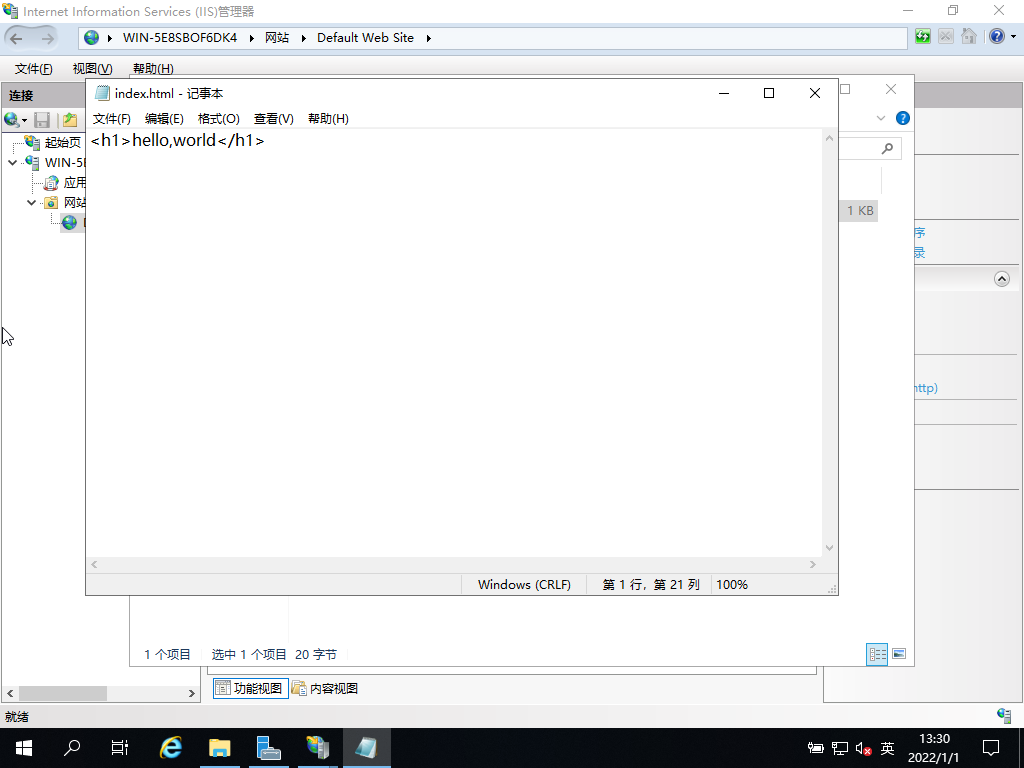 Internet Information Services (IIS)管理器
WIN-5E8SBOF6DK4 网站 Default Web Site
文件(F) 视图(V) 帮助(H)
连接
index.html - 记事本
文件(F) 编辑(E) 格式(O) 查看(V) 帮助(H)
<h1>hello,world</h1>
起始页
WIN-5E
应用
网站
1 KB
序
录
http)
Windows (CRLF) 第 1 行，第 21 列 100%
1 个项目 选中 1 个项目 20 字节
功能视图 内容视图
就绪
英
13:30
2022/1/1